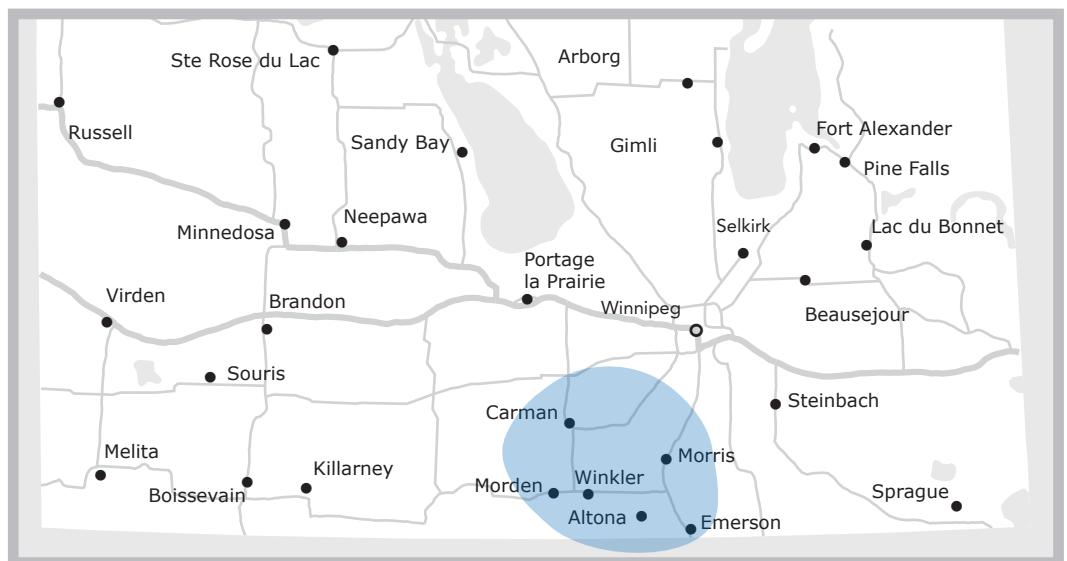 Arborg
Ste Rose du Lac
Russell
Fort Alexander
Sandy Bay
Gimli
Pine Falls
Neepawa
Selkirk
Lac du Bonnet
Minnedosa
Portage
la Prairie
Virden
Brandon
Winnipeg
Beausejour
Souris
Steinbach
Carman
Melita
Morris
Killarney
Winkler
Morden
Boissevain
Sprague
Altona
Emerson